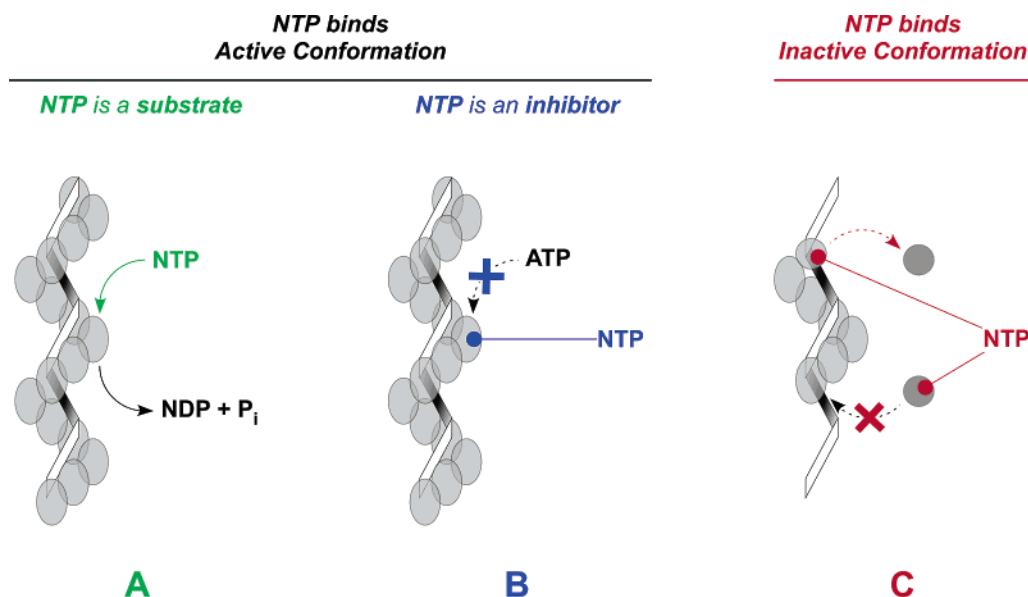 NTP binds
Active Conformation
NTP binds
Inactive Conformation
NTP is a substrate
NTP is an inhibitor
NTP
NDP + Pi
ATP
NTP
NTP
A
B
C